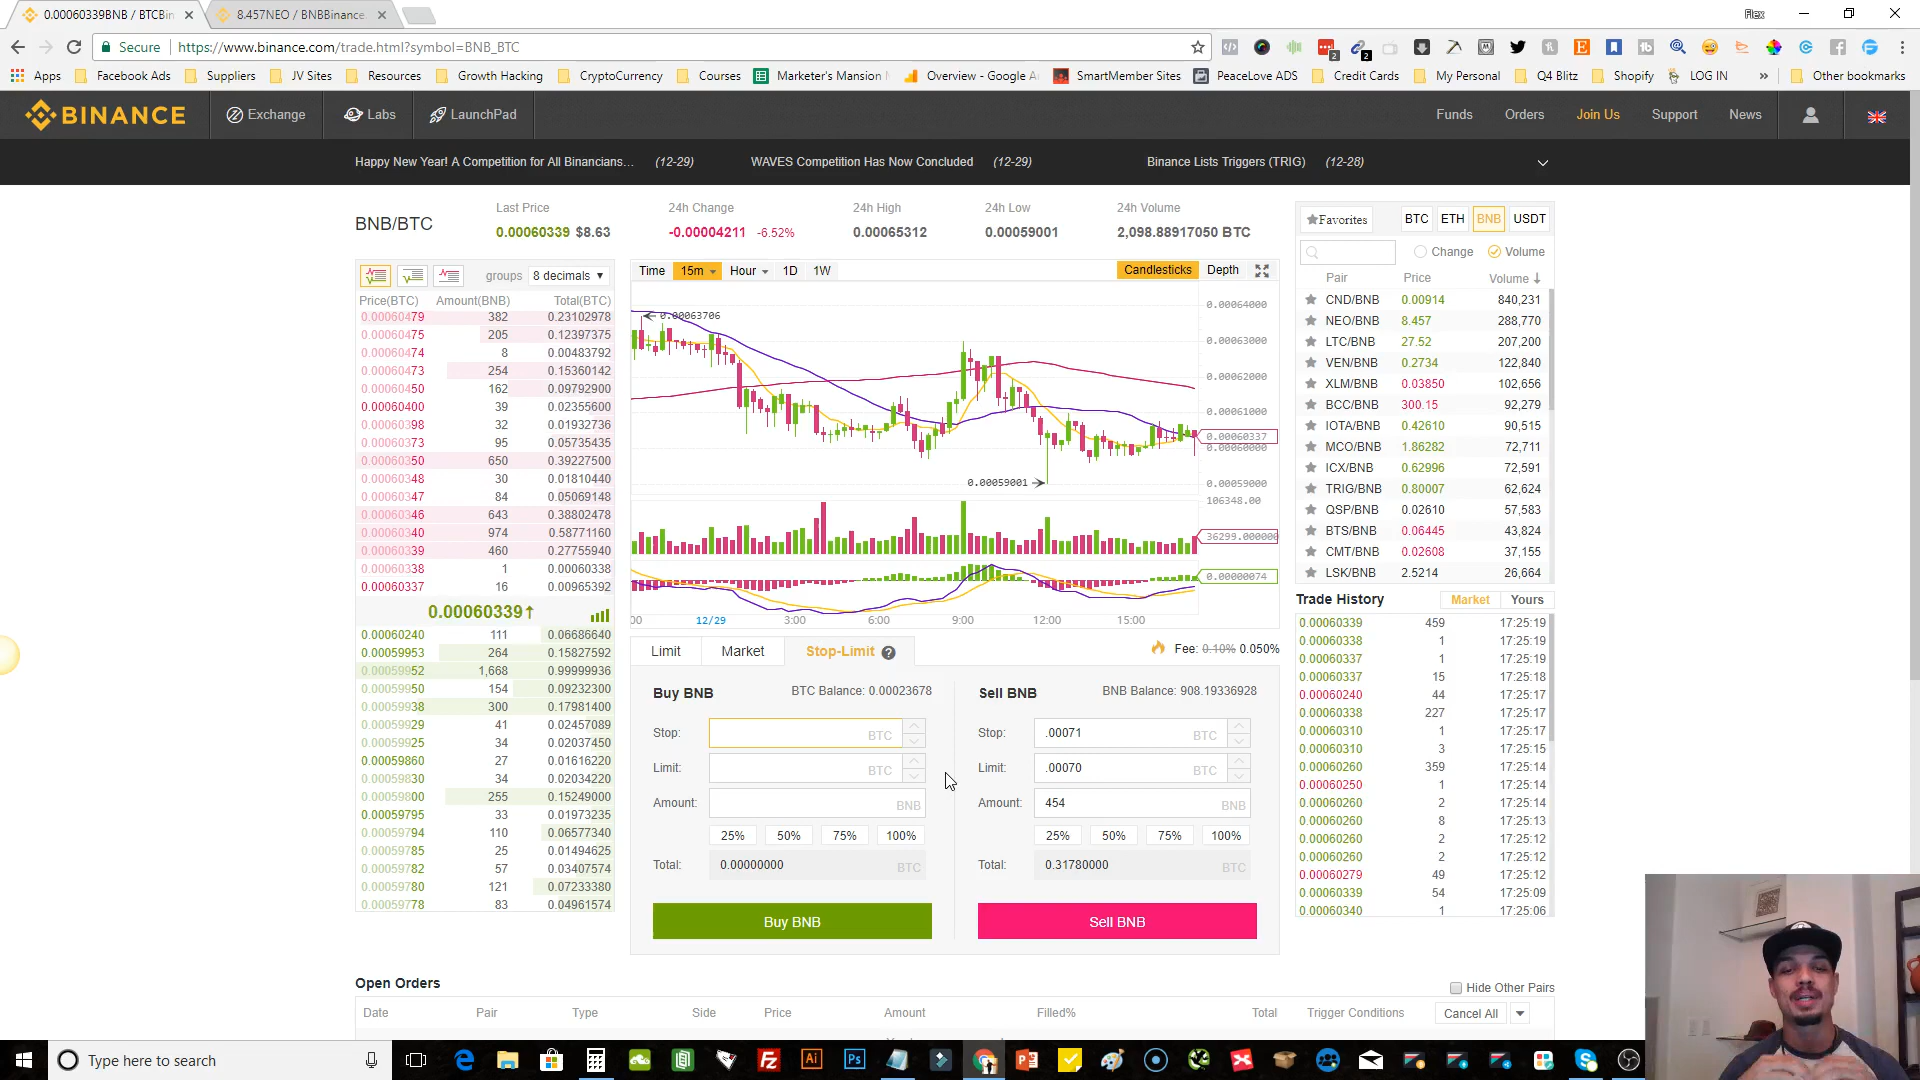 0.00060339BNB / BTCBin
8.457NEO / BNBBinance.
Flex
Secure
https://www.binance.com/trade.html?symbol=BNB_BTC
Apps
Facebook Ads
Suppliers
JV Sites
Resources
Growth Hacking
CryptoCurrency
Courses
Marketer's Mansion
Overview - Google A
SmartMember Sites
PeaceLove ADS
Credit Cards
My Personal
Q4 Blitz
Shopify
LOG IN
»
Other bookmarks
BINANCE
Exchange
Labs
LaunchPad
Funds
Orders
Join Us
Support
News
Happy New Year! A Competition for All Binancians... (12-29)
WAVES Competition Has Now Concluded (12-29)
Binance Lists Triggers (TRIG) (12-28)
BNB/BTC
Last Price
0.00060339 $8.63
24h Change
-0.00004211 -6.52%
24h High
0.00065312
24h Low
0.00059001
24h Volume
2,098.88917050 BTC
groups 8 decimals
Price(BTC) Amount(BNB) Total(BTC)
0.00060479 382 0.23102978
0.00060475 205 0.12397375
0.00060474 8 0.00483792
0.00060473 254 0.15360142
0.00060450 162 0.09792900
0.00060400 39 0.02355600
0.00060398 32 0.01932736
0.00060373 95 0.05735435
0.00060350 650 0.39227500
0.00060348 30 0.01810440
0.00060347 84 0.05069148
0.00060346 643 0.38802478
0.00060340 974 0.58771160
0.00060339 460 0.27755940
0.00060338 1 0.00060338
0.00060337 16 0.00965392
0.00060339↑
0.00060240 111 0.06686640
0.00059953 264 0.15827592
0.00059952 1,668 0.99999936
0.00059950 154 0.09232300
0.00059938 300 0.17981400
0.00059929 41 0.02457089
0.00059925 34 0.02037450
0.00059860 27 0.01616220
0.00059830 34 0.02034220
0.00059800 255 0.15249000
0.00059795 33 0.01973235
0.00059794 110 0.06577340
0.00059785 25 0.01494625
0.00059782 57 0.03407574
0.00059780 121 0.07233380
0.00059778 83 0.04961574
Time 15m Hour 1D 1W
Candlesticks Depth
0.00063706
0.00059001
0.00064000
0.00063000
0.00062000
0.00061000
0.00060337
0.00060000
0.00059000
106348.00
36299.000000
0.00000074
:00 12/29 3:00 6:00 9:00 12:00 15:00
Limit
Market
Stop-Limit ?
Fee: 0.10% 0.050%
Buy BNB
BTC Balance: 0.00023678
Stop: BTC
Limit: BTC
Amount: BNB
25% 50% 75% 100%
Total: 0.00000000 BTC
Buy BNB
Sell BNB
BNB Balance: 908.19336928
Stop: .00071 BTC
Limit: .00070 BTC
Amount: 454 BNB
25% 50% 75% 100%
Total: 0.31780000 BTC
Sell BNB
Favorites
BTC ETH BNB USDT
Change Volume
Pair Price Volume
CND/BNB 0.00914 840,231
NEO/BNB 8.457 288,770
LTC/BNB 27.52 207,200
VEN/BNB 0.2734 122,840
XLM/BNB 0.03850 102,656
BCC/BNB 300.15 92,279
IOTA/BNB 0.42610 90,515
MCO/BNB 1.86282 72,711
ICX/BNB 0.62996 72,591
TRIG/BNB 0.80007 62,624
QSP/BNB 0.02610 57,583
BTS/BNB 0.06445 43,824
CMT/BNB 0.02608 37,155
LSK/BNB 2.5214 26,664
Trade History
Market Yours
0.00060339 459 17:25:19
0.00060338 1 17:25:19
0.00060337 1 17:25:19
0.00060337 15 17:25:18
0.00060240 44 17:25:17
0.00060338 227 17:25:17
0.00060310 1 17:25:17
0.00060310 3 17:25:15
0.00060260 359 17:25:14
0.00060250 1 17:25:14
0.00060260 2 17:25:14
0.00060260 8 17:25:13
0.00060260 2 17:25:12
0.00060260 2 17:25:12
0.00060279 49 17:25:12
0.00060339 54 17:25:09
0.00060340 1 17:25:06
Open Orders
Hide Other Pairs
Date Pair Type Side Price Amount Filled% Total Trigger Conditions Cancel All
Type here to search